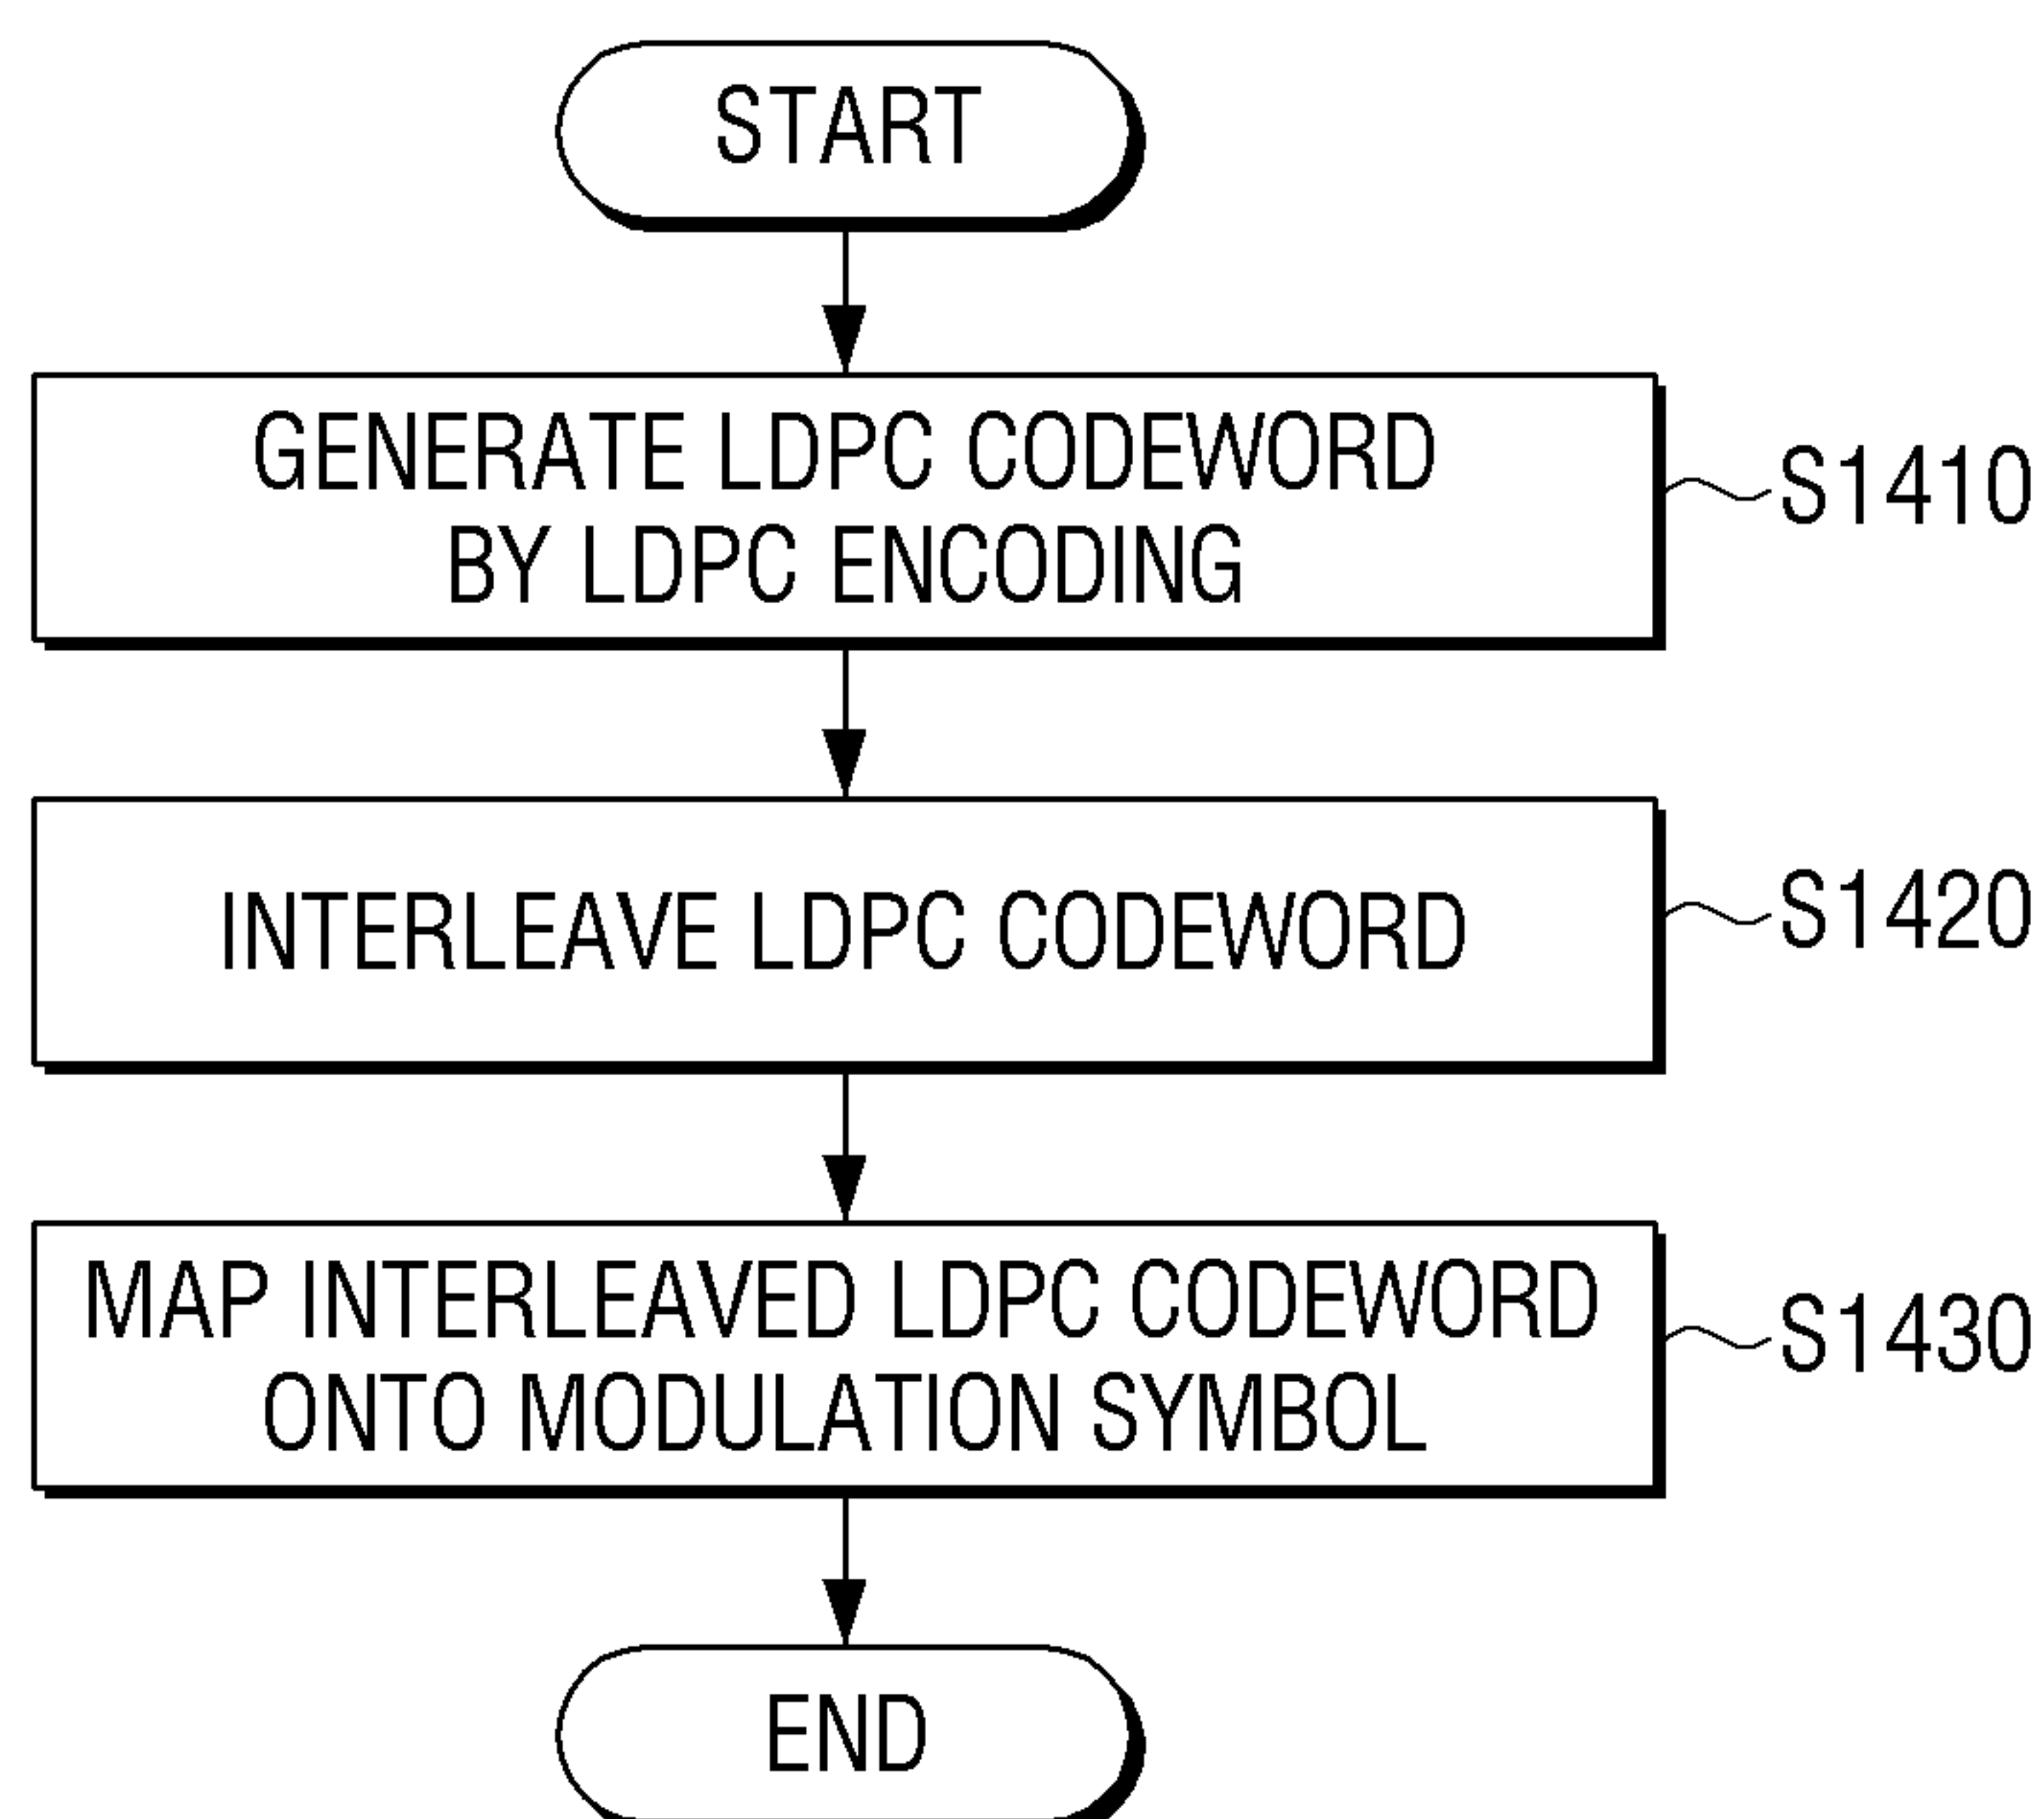 START
GENERATE LDPC CODEWORD
BY LDPC ENCODING
S1410
INTERLEAVE LDPC CODEWORD
S1420
MAP INTERLEAVED LDPC CODEWORD
ONTO MODULATION SYMBOL
S1430
END